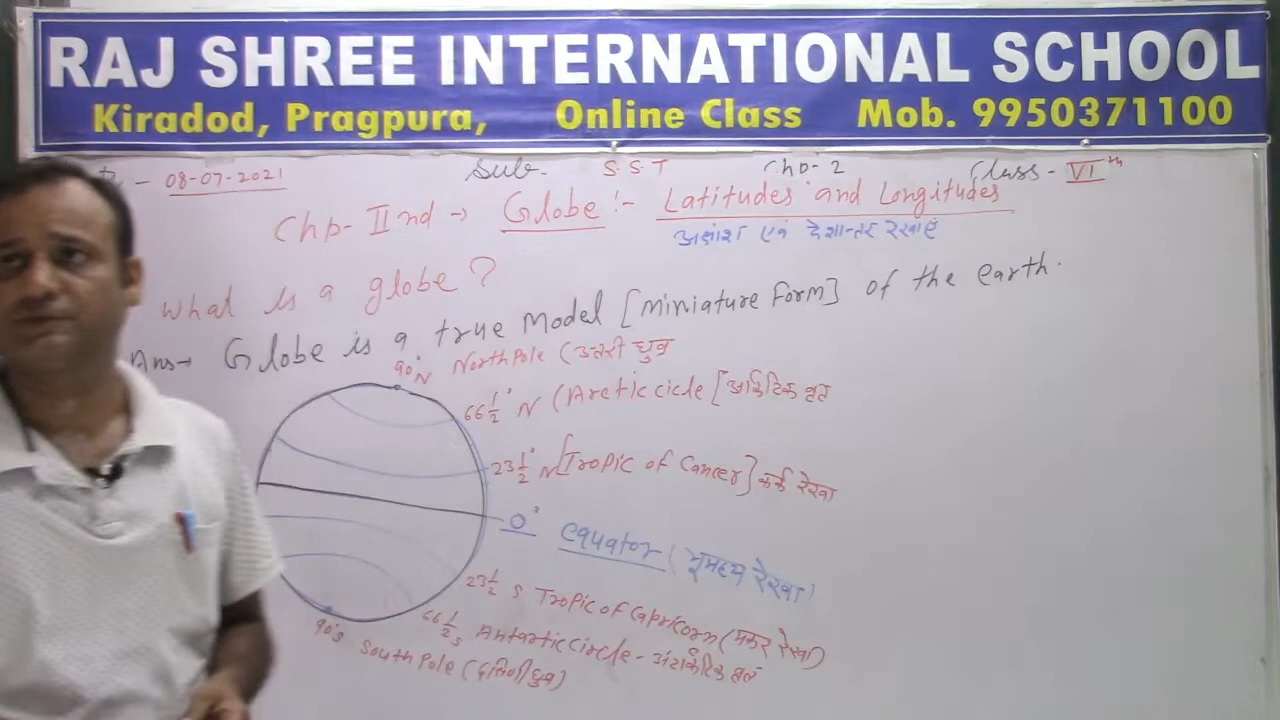 RAJ SHREE INTERNATIONAL SCHOOL
Kiradod, Pragpura, Online Class Mob. 9950371100
08-07-2021 Sub- S.S.T Chp-2 Class- VIth
Chp- IInd → Globe :- Latitudes and Longitudes
अक्षांश एवं देशान्तर रेखाएं
What is a globe?
Ans → Globe is a true Model [Miniature Form] of the earth.
90°N North Pole (उत्तरी ध्रुव
66½° N (Arctic cicle [आर्कटिक वृत
23½° N [Tropic of Cancer] कर्क रेखा
0° equator (भूमध्य रेखा)
23½ S Tropic of Capricorn (मकर रेखा)
66½ S Antartic Circle - अंटार्कटिक
90°S South Pole (दक्षिणी ध्रुव)